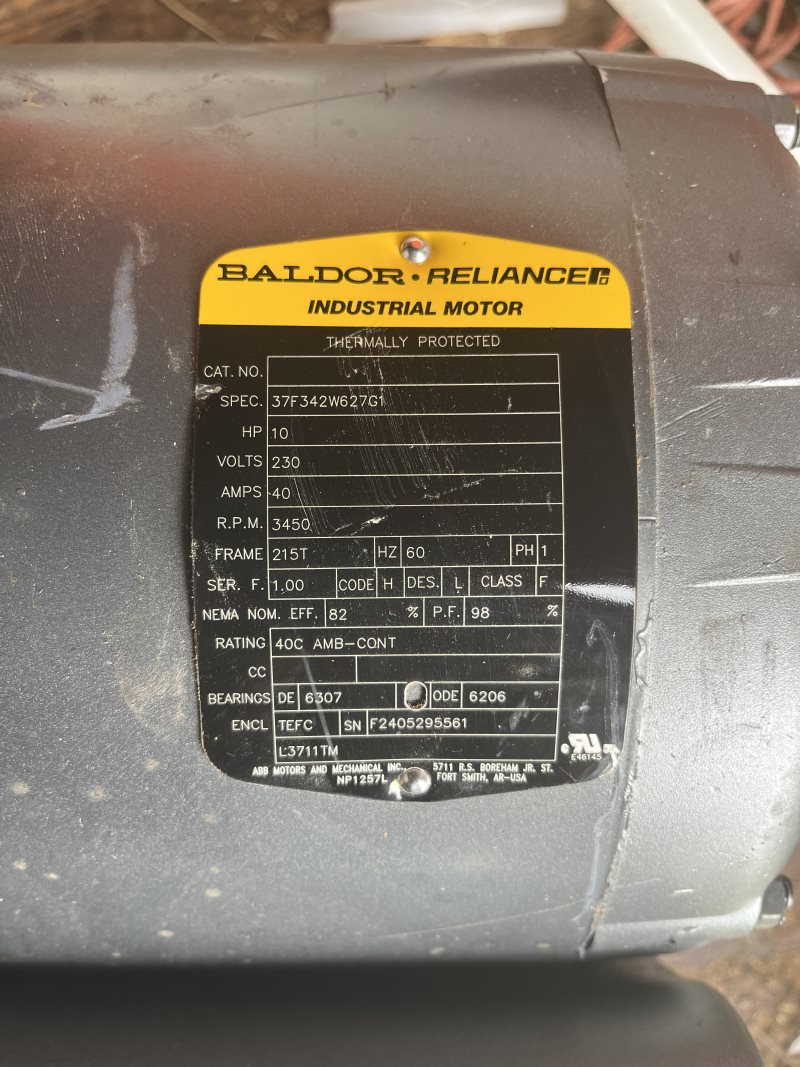 BALDOR • RELIANCE
INDUSTRIAL MOTOR
THERMALLY PROTECTED
CAT. NO.
SPEC. 37F342W627G1
HP 10
VOLTS 230
AMPS 40
R.P.M. 3450
FRAME 215T HZ 60 PH 1
SER. F. 1.00 CODE H DES. L CLASS F
NEMA NOM. EFF. 82 % P.F. 98 %
RATING 40C AMB-CONT
CC
BEARINGS DE 6307 ODE 6206
ENCL TEFC SN F2405295561
L3711TM
ABB MOTORS AND MECHANICAL INC., 5711 R.S. BOREHAM JR. ST.
NP1257L FORT SMITH, AR-USA
E46145